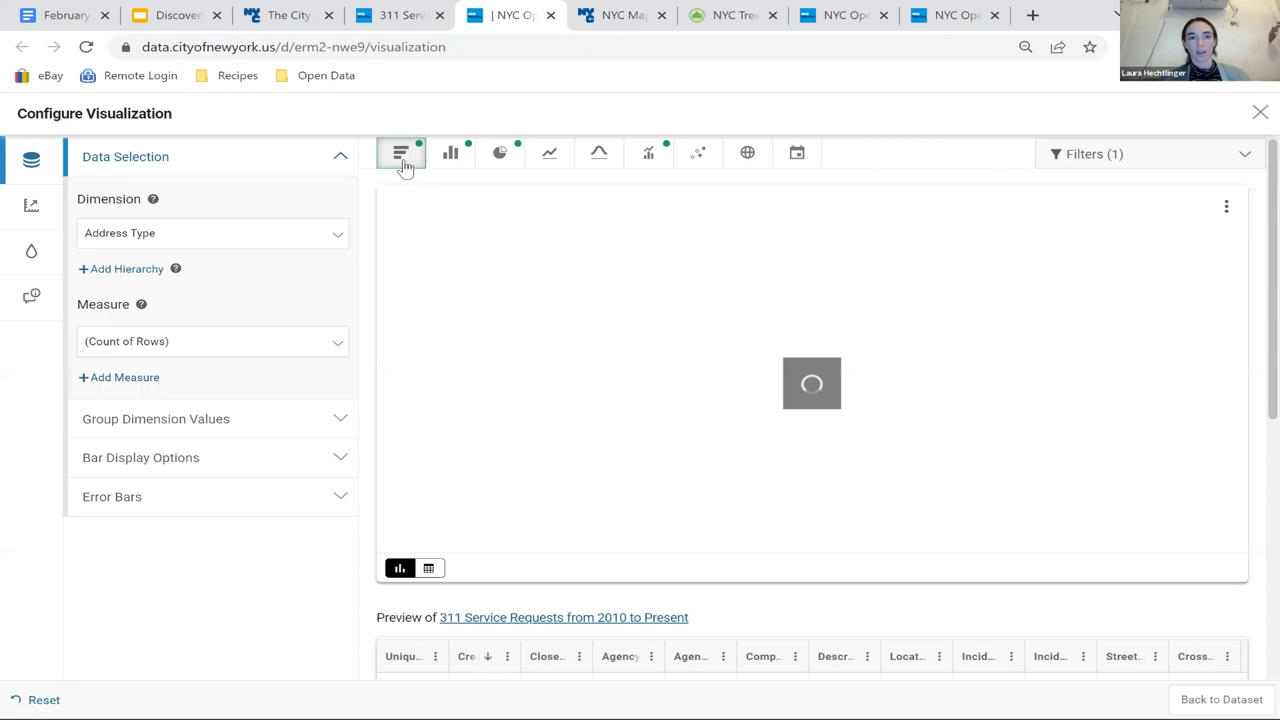 February
Discove
The City
311 Serv
| NYC Op
NYC Ma
NYC Tree
NYC Ope
NYC Ope
data.cityofnewyork.us/d/erm2-nwe9/visualization
eBay
Remote Login
Recipes
Open Data
Laura Hechtlinger
Configure Visualization
Data Selection
Filters (1)
Dimension
Address Type
+ Add Hierarchy
Measure
(Count of Rows)
+ Add Measure
Group Dimension Values
Bar Display Options
Error Bars
Preview of 311 Service Requests from 2010 to Present
Uniqu...
Cre
Close...
Agency
Agen...
Comp...
Descr...
Locat...
Incid...
Incid...
Street...
Cross...
Reset
Back to Dataset